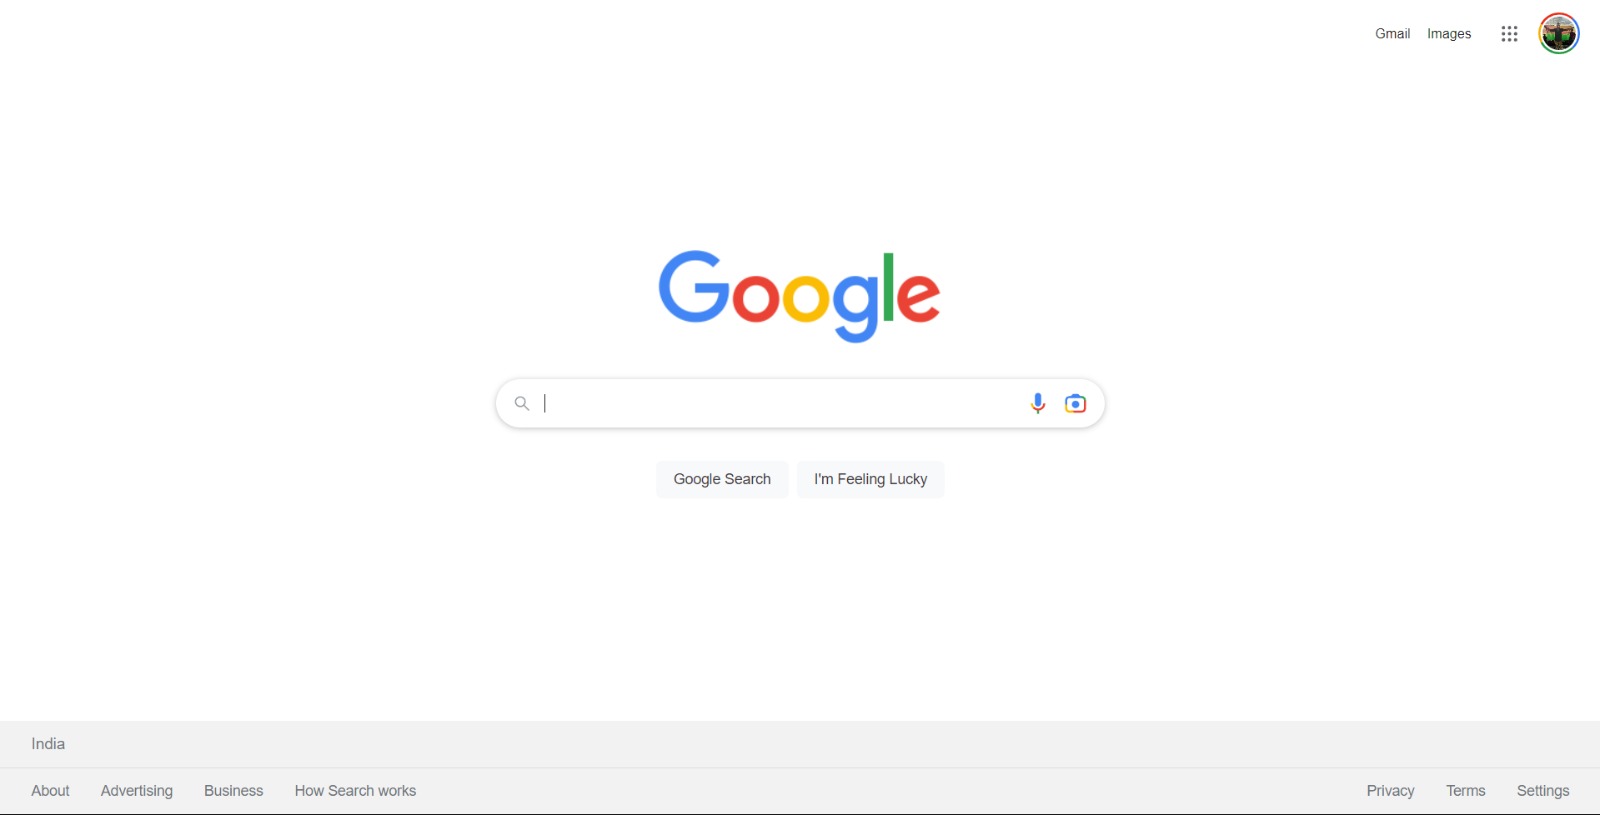 Gmail Images
Google
Google Search I'm Feeling Lucky
India
About Advertising Business How Search works Privacy Terms Settings